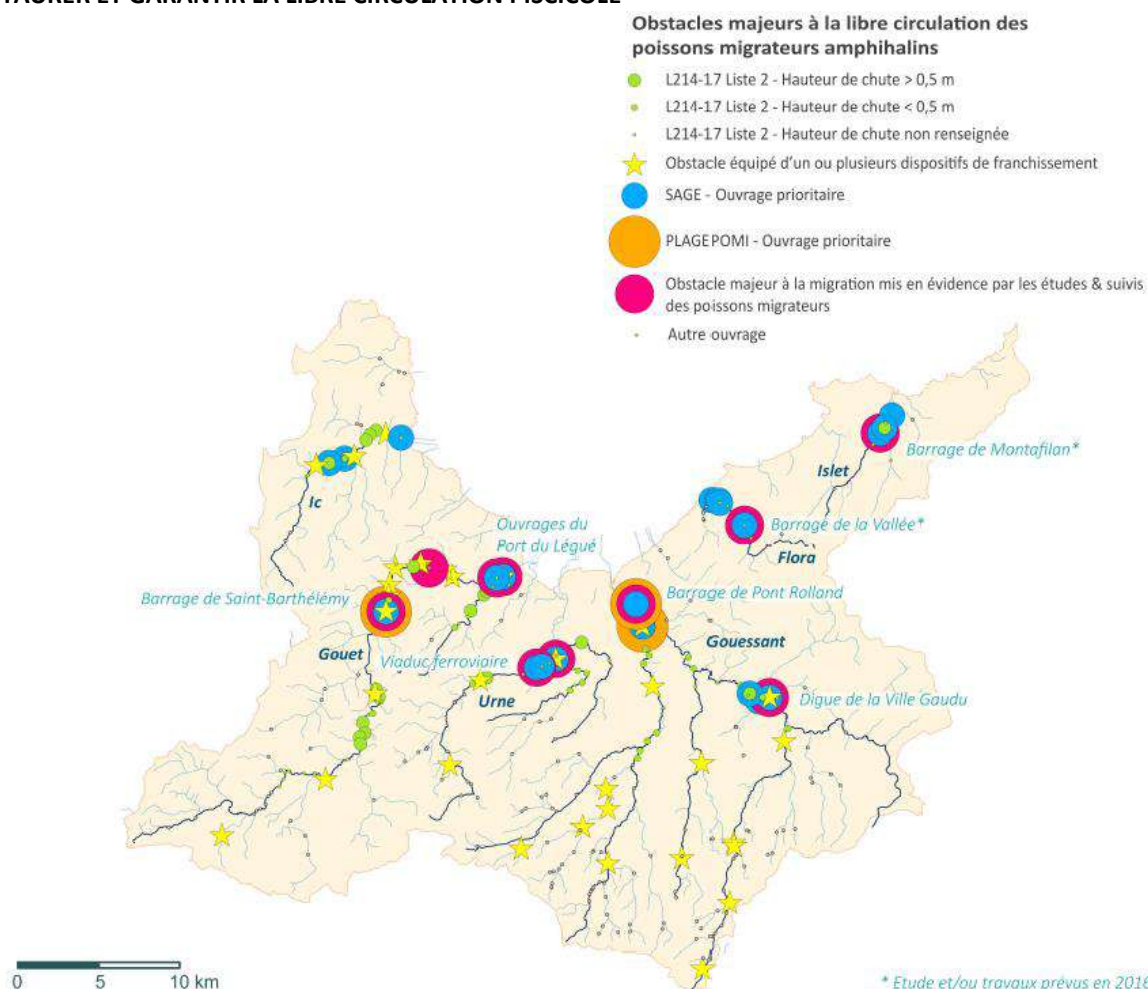 TAURER ET GARANTIR LA LIBRE CIRCULATION PISCICOLE
Obstacles majeurs à la libre circulation des
poissons migrateurs amphihalins
L214-17 Liste 2 - Hauteur de chute > 0,5 m
L214-17 Liste 2 - Hauteur de chute < 0,5 m
L214-17 Liste 2 - Hauteur de chute non renseignée
Obstacle équipé d'un ou plusieurs dispositifs de franchissement
SAGE - Ouvrage prioritaire
PLAGEPOMI - Ouvrage prioritaire
Obstacle majeur à la migration mis en évidence par les études & suivis
des poissons migrateurs
Autre ouvrage
Barrage de Montafilan*
Islet
Ic
Ouvrages du
Port du Légué
Barrage de la Vallée*
Flora
Barrage de Saint-Barthélémy
Barrage de Pont Rolland
Gouessant
Gouet
Viaduc ferroviaire
Urne
Digue de la Ville Gaudu
0 5 10 km
* Etude et/ou travaux prévus en 2016